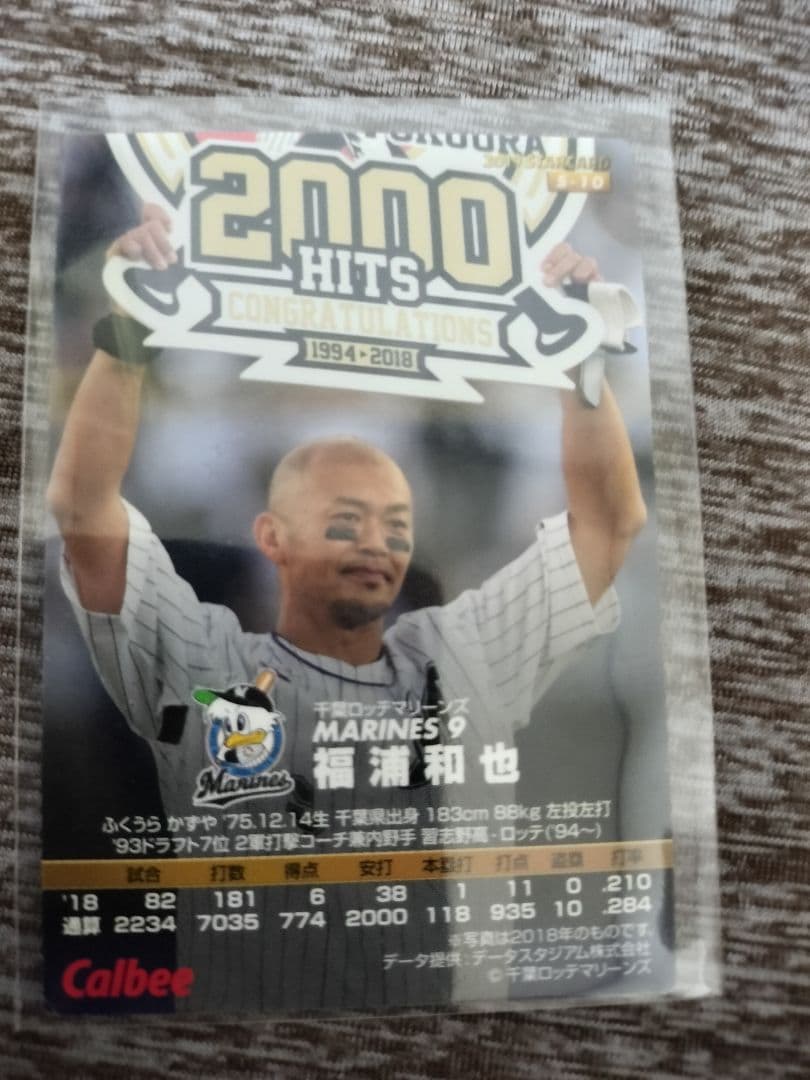 2019 STAR CARD
S-10
2000
HITS
CONGRATULATIONS
1994▸2018
千葉ロッテマリーンズ
MARINES 9
福浦和也
Marines
ふくうら かずや '75.12.14生 千葉県出身 183cm 88kg 左投左打
'93ドラフト7位 2軍打撃コーチ兼内野手 習志野高-ロッテ('94〜)
試合 打数 得点 安打 本塁打 打点 盗塁 打率
'18 82 181 6 38 1 11 0 .210
通算 2234 7035 774 2000 118 935 10 .284
※写真は2018年のものです。
データ提供:データスタジアム株式会社
© 千葉ロッテマリーンズ
Calbee